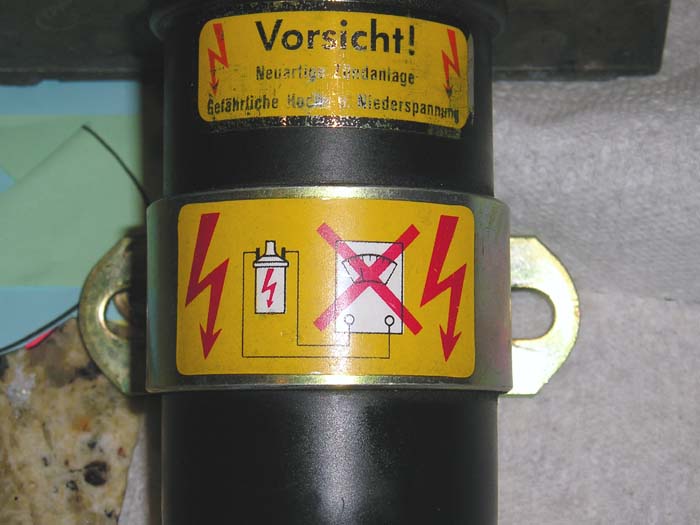 Vorsicht!
Neuartige Zündanlage
Gefährliche Hoch- u. Niederspannung